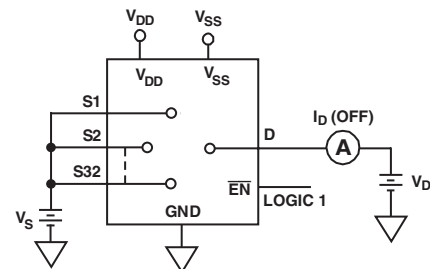 VDD
VSS
VDD
VSS
S1
S2
S32
D
ID (OFF)
A
EN
LOGIC 1
GND
VS
VD